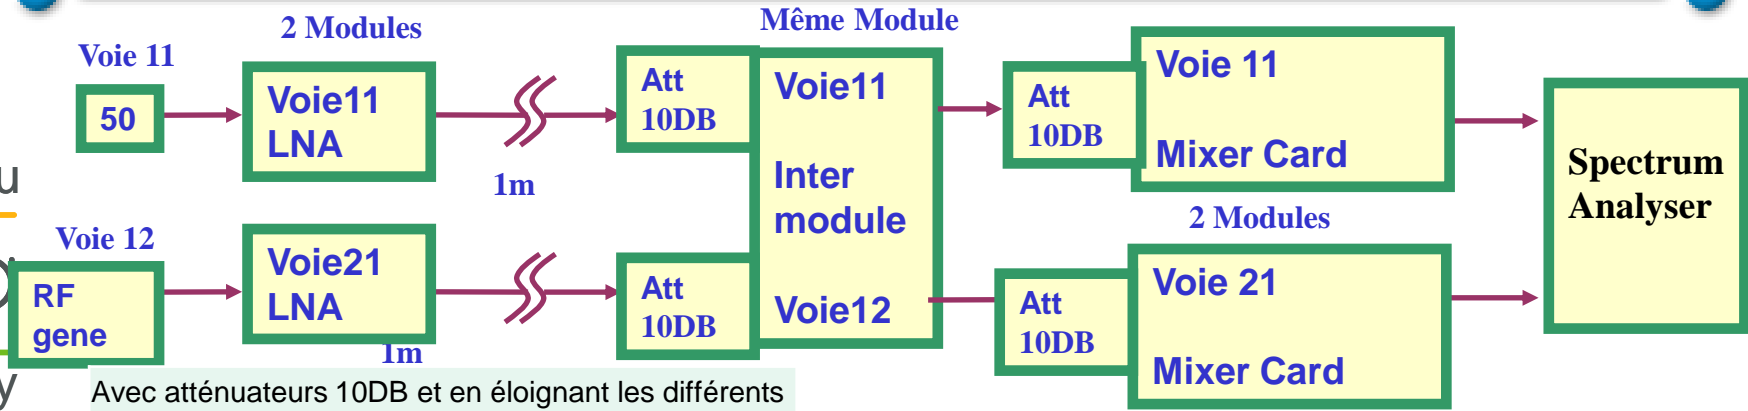 2 Modules
Même Module
Voie 11
50
Voie11
LNA
1m
Att
10DB
Voie11
Inter
module
Voie12
Att
10DB
Voie 11
Mixer Card
Spectrum
Analyser
2 Modules
Voie 12
RF
gene
Voie21
LNA
1m
Att
10DB
Att
10DB
Voie 21
Mixer Card
Avec atténuateurs 10DB et en éloignant les différents
u
y